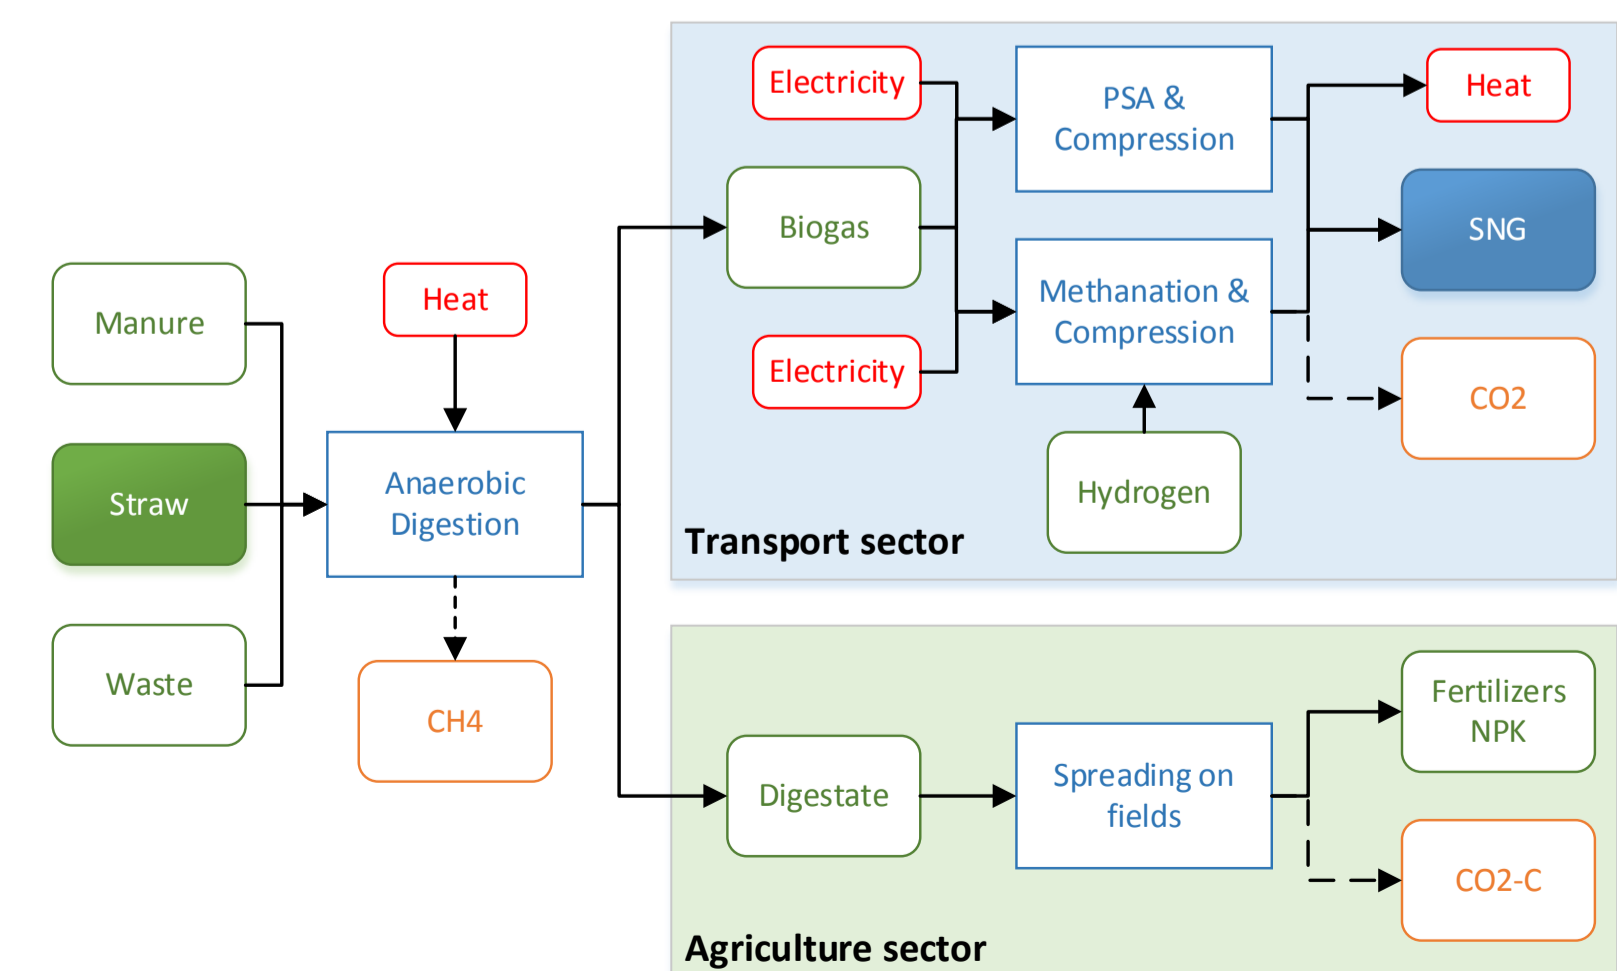 Electricity
PSA &
Compression
Heat
Biogas
SNG
Manure
Heat
Methanation &
Compression
Electricity
CO2
Straw
Anaerobic
Digestion
Hydrogen
Transport sector
Waste
CH4
Fertilizers
NPK
Digestate
Spreading on
fields
CO2-C
Agriculture sector